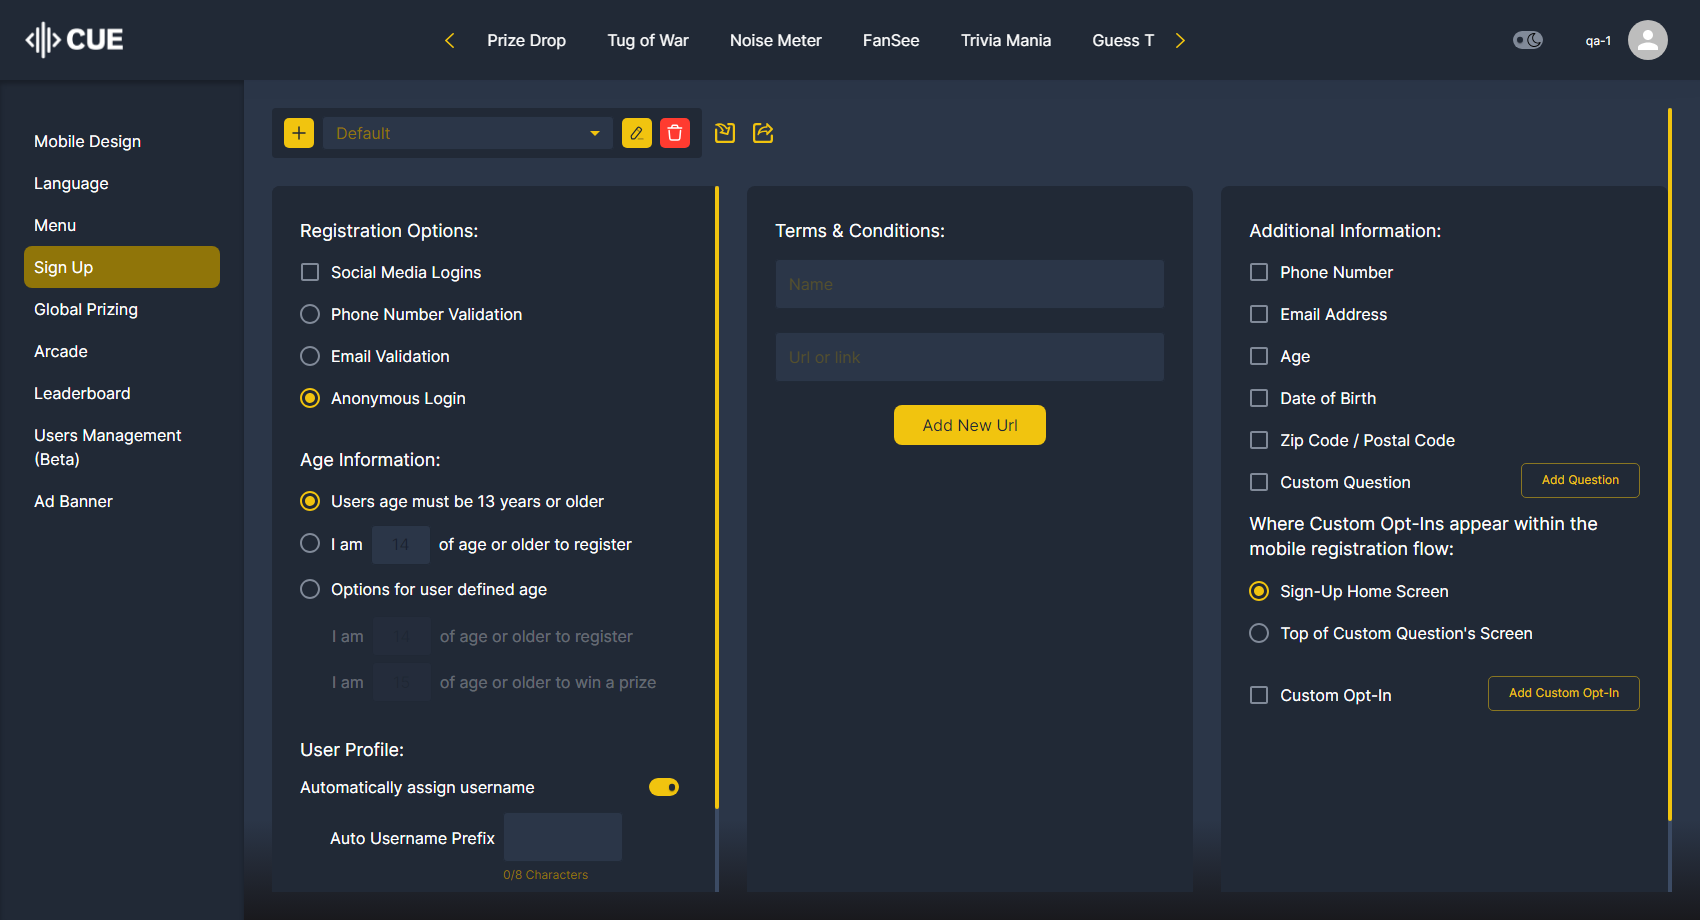 CUE
Prize Drop
Tug of War
Noise Meter
FanSee
Trivia Mania
Guess T
qa-1
Mobile Design
Language
Menu
Sign Up
Global Prizing
Arcade
Leaderboard
Users Management
(Beta)
Ad Banner
Default
Registration Options:
Social Media Logins
Phone Number Validation
Email Validation
Anonymous Login
Age Information:
Users age must be 13 years or older
I am 14 of age or older to register
Options for user defined age
I am of age or older to register
I am of age or older to win a prize
User Profile:
Automatically assign username
Auto Username Prefix
0/8 Characters
Terms & Conditions:
Name
Url or link
Add New Url
Additional Information:
Phone Number
Email Address
Age
Date of Birth
Zip Code / Postal Code
Custom Question
Add Question
Where Custom Opt-Ins appear within the
mobile registration flow:
Sign-Up Home Screen
Top of Custom Question's Screen
Custom Opt-In
Add Custom Opt-In